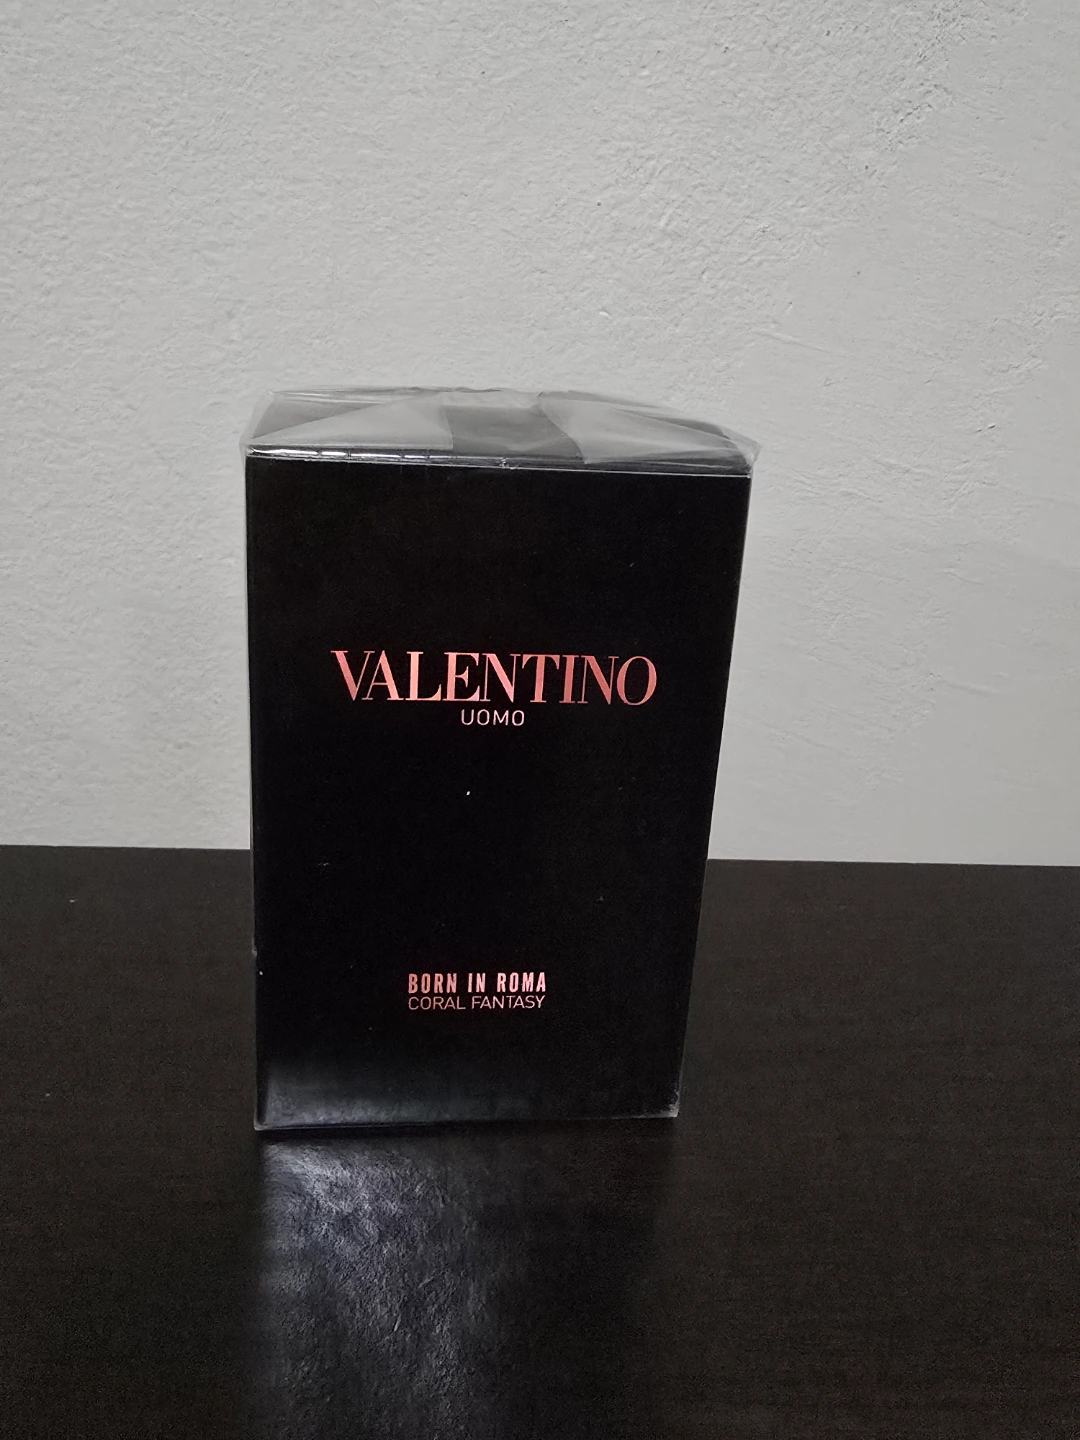 VALENTINO
UOMO
BORN IN ROMA
CORAL FANTASY